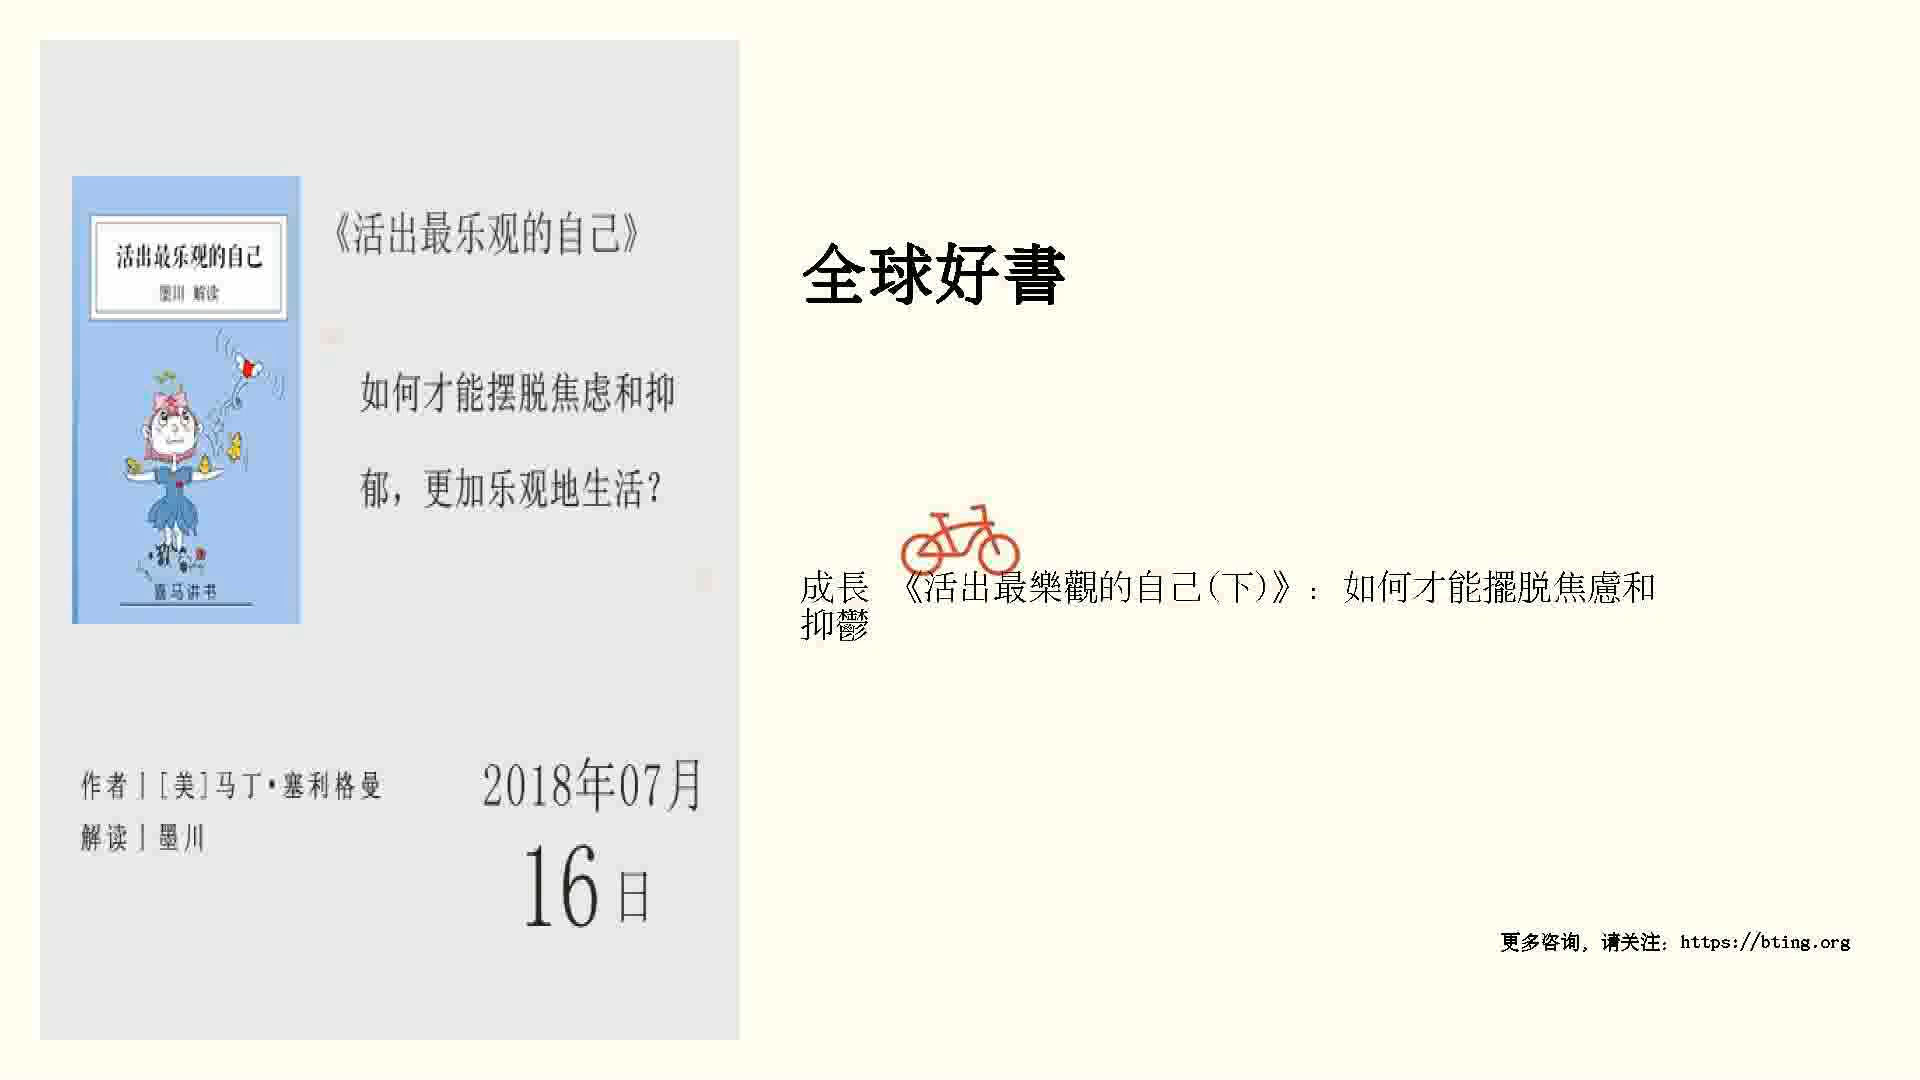 活出最乐观的自己
墨川 解读
喜马讲书
《活出最乐观的自己》
如何才能摆脱焦虑和抑
郁，更加乐观地生活？
作者丨[美]马丁·塞利格曼
解读丨墨川
2018年07月
16日
全球好書
成長 《活出最樂觀的自己(下)》: 如何才能擺脱焦慮和
抑鬱
更多咨询, 请关注: https://bting.org